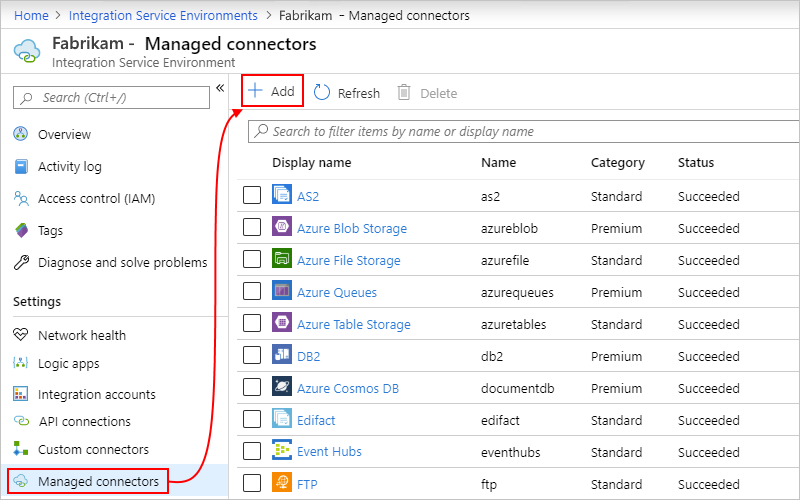 Home > Integration Service Environments > Fabrikam - Managed connectors
Fabrikam - Managed connectors
Integration Service Environment
Search (Ctrl+/)
«
Overview
Activity log
Access control (IAM)
Tags
Diagnose and solve problems
Settings
Network health
Logic apps
Integration accounts
API connections
Custom connectors
Managed connectors
+ Add Refresh Delete
Search to filter items by name or display name
Display name Name Category Status
AS2 as2 Standard Succeeded
Azure Blob Storage azureblob Premium Succeeded
Azure File Storage azurefile Standard Succeeded
Azure Queues azurequeues Premium Succeeded
Azure Table Storage azuretables Standard Succeeded
DB2 db2 Premium Succeeded
Azure Cosmos DB documentdb Premium Succeeded
Edifact edifact Standard Succeeded
Event Hubs eventhubs Standard Succeeded
FTP ftp Standard Succeeded